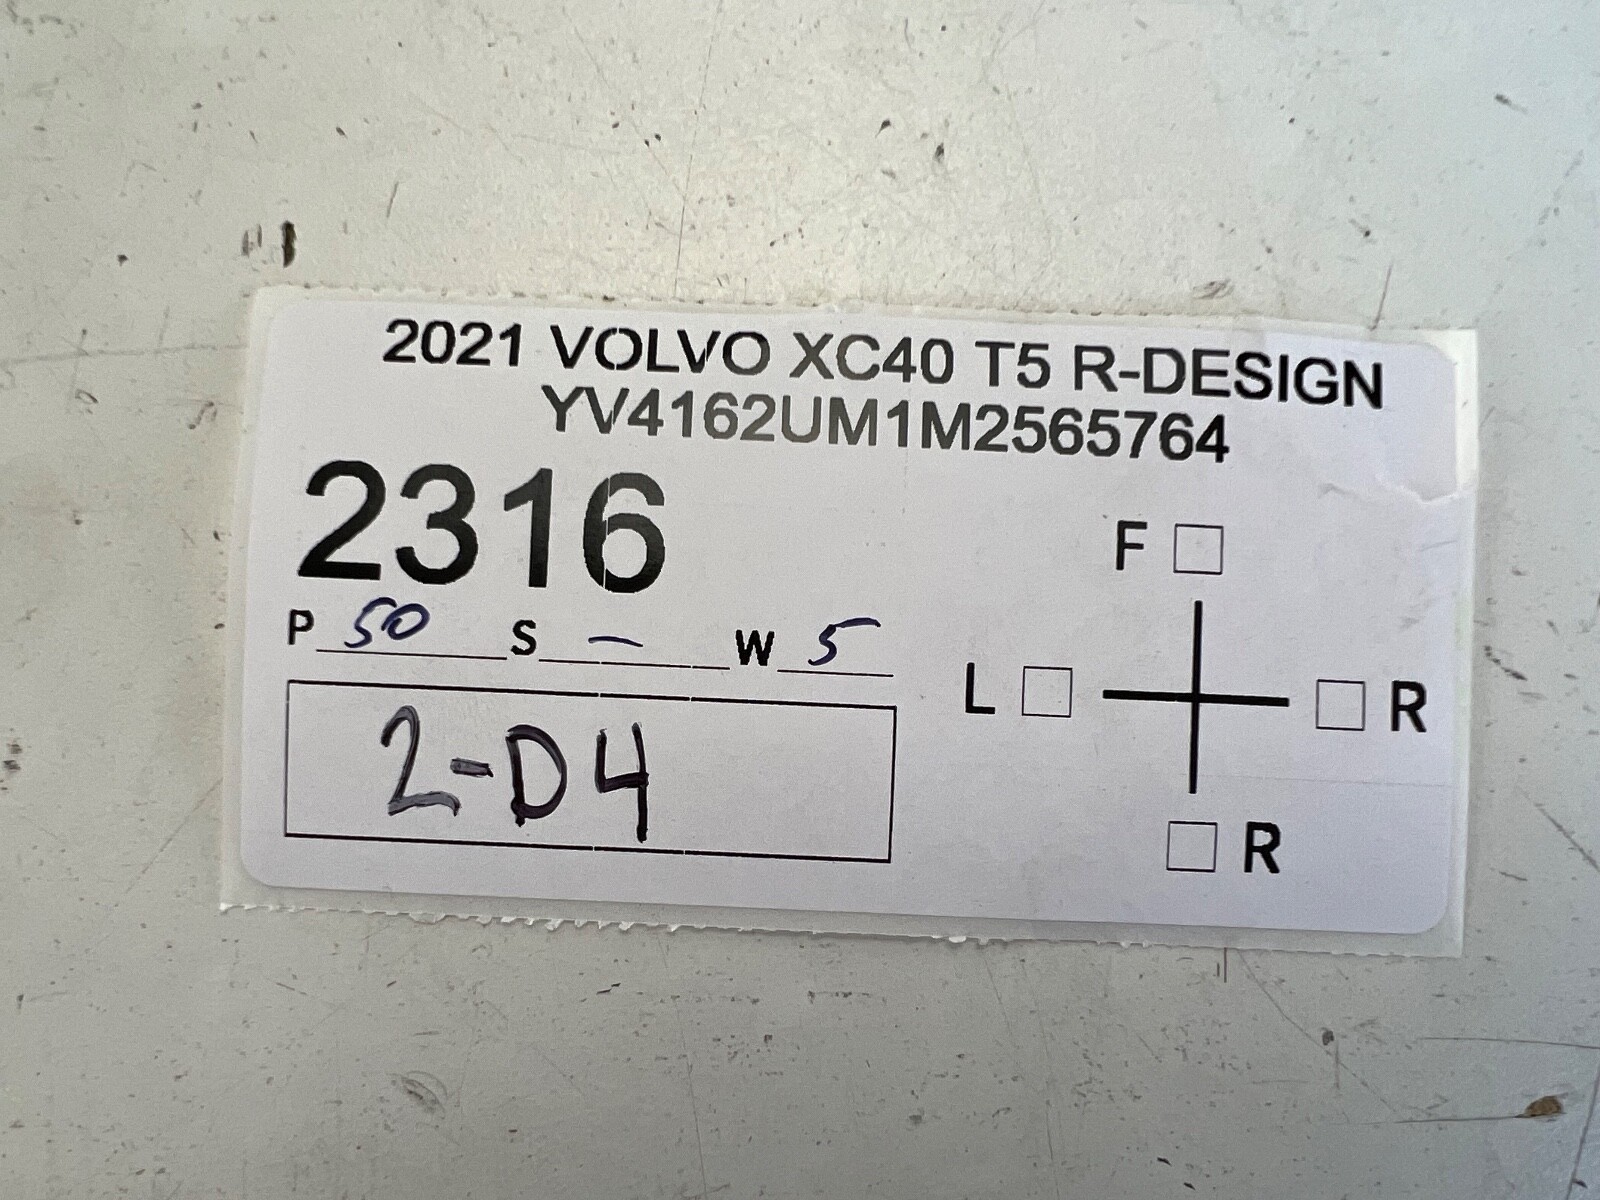 2021 VOLVO XC40 T5 R-DESIGN
YV4162UM1M2565764
2316
P 50 S - W 5
2-D4
F
L R
R